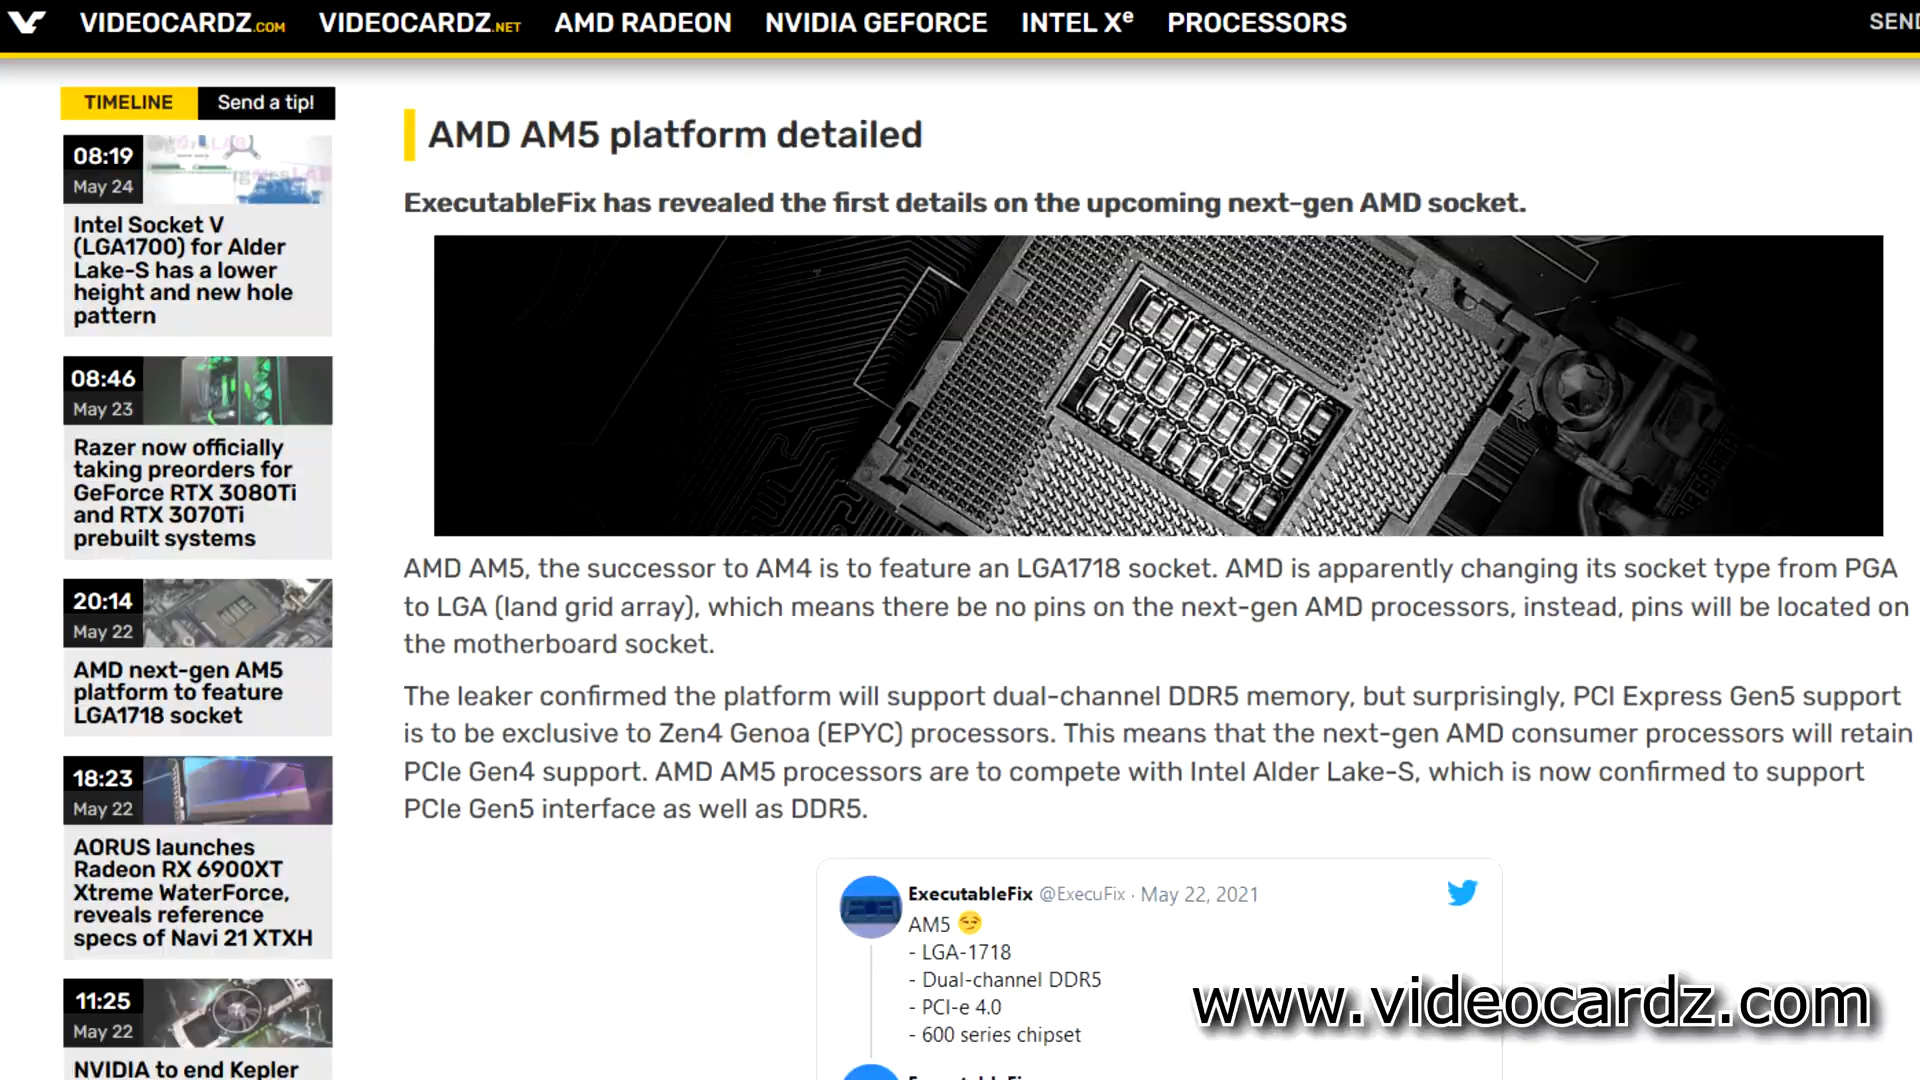 VIDEOCARDZ.COM VIDEOCARDZ.NET AMD RADEON NVIDIA GEFORCE INTEL Xe PROCESSORS SEND
TIMELINE Send a tip!
08:19
May 24
Intel Socket V
(LGA1700) for Alder
Lake-S has a lower
height and new hole
pattern
08:46
May 23
Razer now officially
taking preorders for
GeForce RTX 3080Ti
and RTX 3070Ti
prebuilt systems
20:14
May 22
AMD next-gen AM5
platform to feature
LGA1718 socket
18:23
May 22
AORUS launches
Radeon RX 6900XT
Xtreme WaterForce,
reveals reference
specs of Navi 21 XTXH
11:25
May 22
NVIDIA to end Kepler
AMD AM5 platform detailed
ExecutableFix has revealed the first details on the upcoming next-gen AMD socket.
AMD AM5, the successor to AM4 is to feature an LGA1718 socket. AMD is apparently changing its socket type from PGA
to LGA (land grid array), which means there be no pins on the next-gen AMD processors, instead, pins will be located on
the motherboard socket.
The leaker confirmed the platform will support dual-channel DDR5 memory, but surprisingly, PCI Express Gen5 support
is to be exclusive to Zen4 Genoa (EPYC) processors. This means that the next-gen AMD consumer processors will retain
PCIe Gen4 support. AMD AM5 processors are to compete with Intel Alder Lake-S, which is now confirmed to support
PCIe Gen5 interface as well as DDR5.
ExecutableFix @ExecuFix · May 22, 2021
AM5 😏
- LGA-1718
- Dual-channel DDR5
- PCI-e 4.0
- 600 series chipset
www.videocardz.com